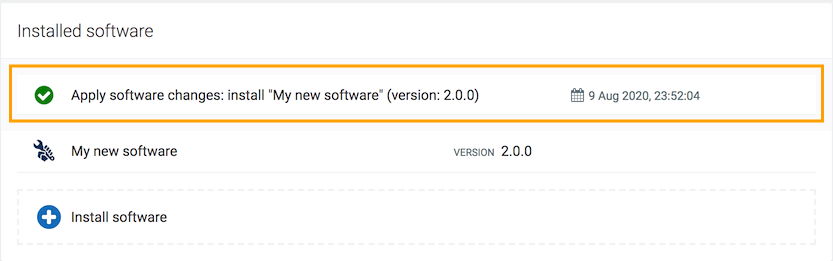 Installed software
Apply software changes: install "My new software" (version: 2.0.0) 9 Aug 2020, 23:52:04
My new software VERSION 2.0.0
Install software